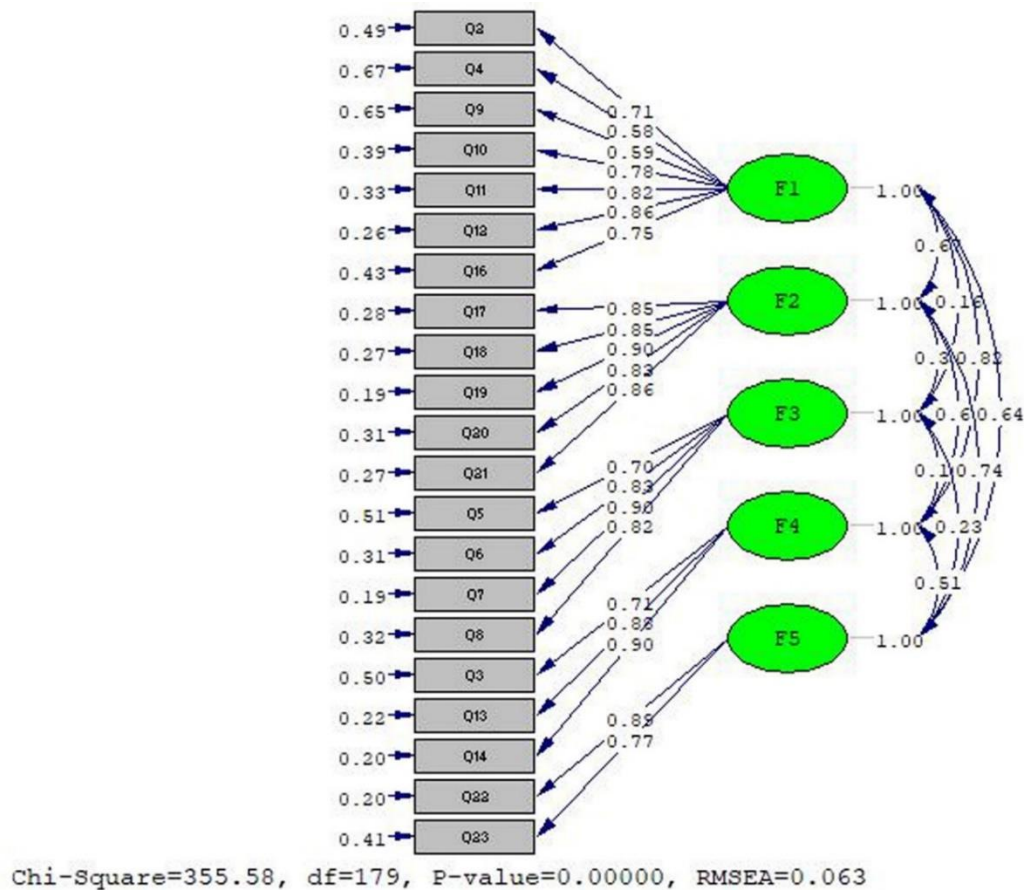 0.49 Q2
0.67 Q4
0.65 Q9
0.39 Q10
0.33 Q11
0.26 Q12
0.43 Q16
0.28 Q17
0.27 Q18
0.19 Q19
0.31 Q20
0.27 Q21
0.51 Q5
0.31 Q6
0.19 Q7
0.32 Q8
0.50 Q3
0.22 Q13
0.20 Q14
0.20 Q22
0.41 Q23
0.71
0.58
0.59
0.78
0.82
0.86
0.75
0.85
0.85
0.90
0.83
0.86
0.70
0.83
0.90
0.82
0.71
0.88
0.90
0.89
0.77
F1 1.00
F2 1.00
F3 1.00
F4 1.00
F5 1.00
0.16
0.82
0.64
0.74
0.23
0.51
Chi-Square=355.58, df=179, P-value=0.00000, RMSEA=0.063